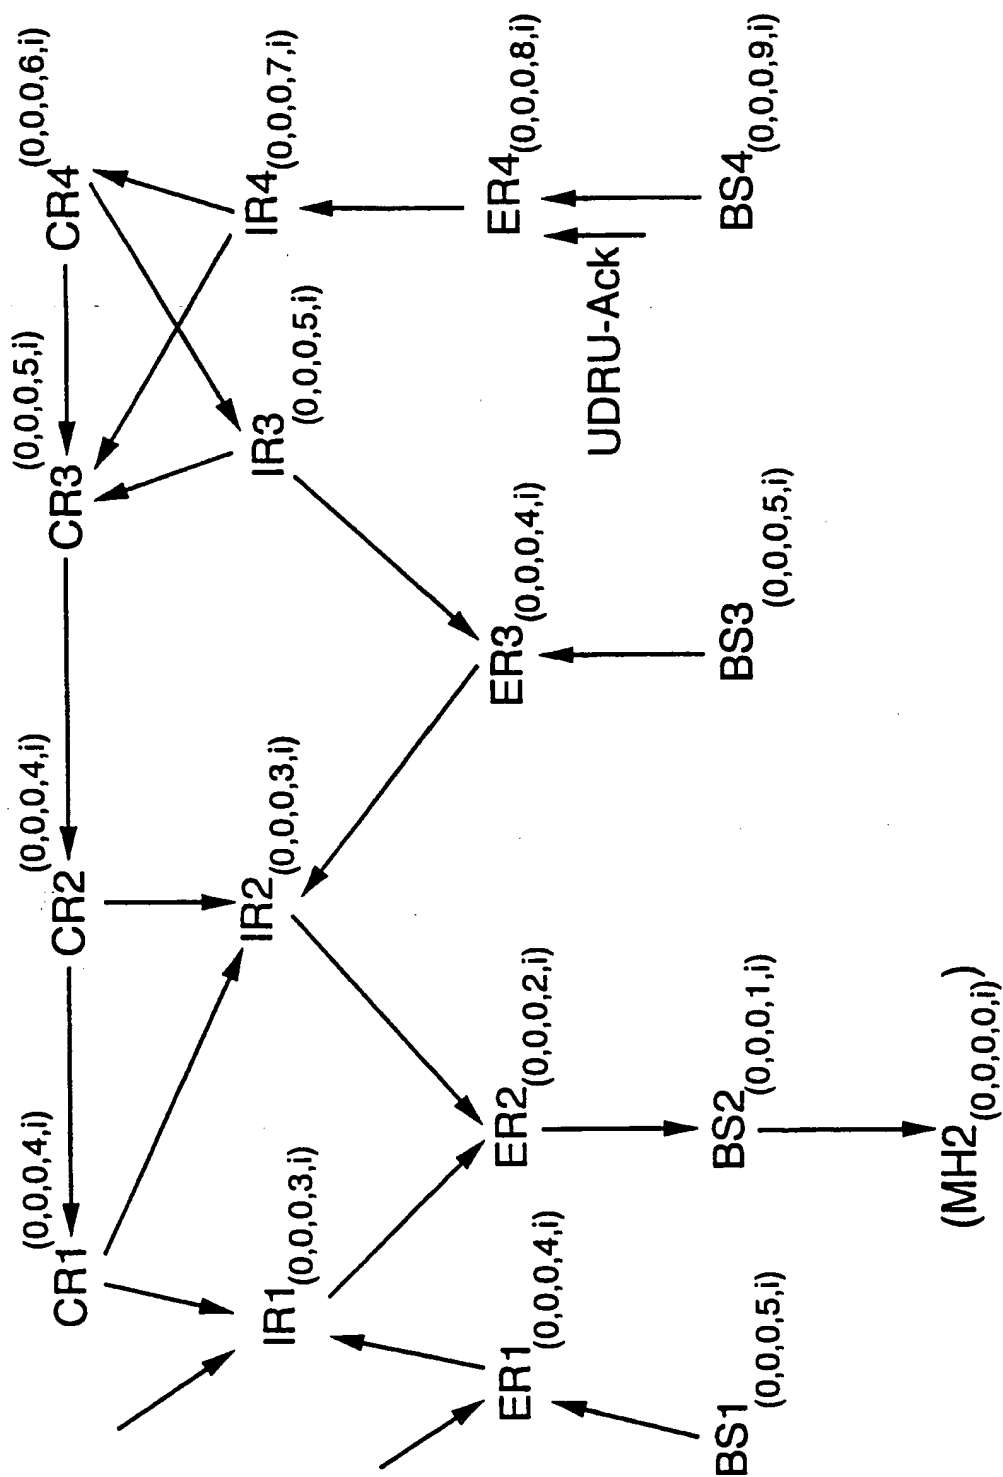 CR1(0,0,0,4,i)
CR2(0,0,0,4,i)
CR3(0,0,0,5,i)
CR4(0,0,0,6,i)
IR1(0,0,0,3,i)
IR2(0,0,0,3,i)
IR3(0,0,0,5,i)
IR4(0,0,0,7,i)
ER1(0,0,0,4,i)
ER2(0,0,0,2,i)
ER3(0,0,0,4,i)
ER4(0,0,0,8,i)
UDRU-Ack
BS1(0,0,0,5,i)
BS2(0,0,0,1,i)
BS3(0,0,0,5,i)
BS4(0,0,0,9,i)
(MH2(0,0,0,0,i))